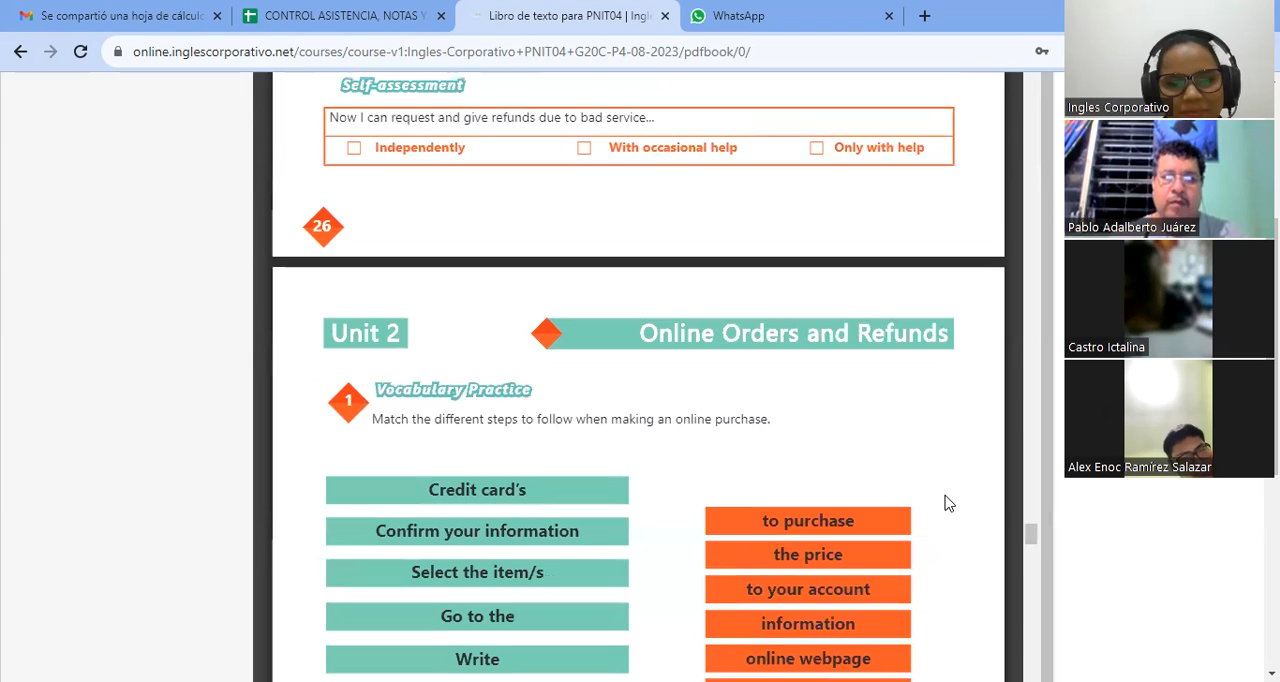 Se compartió una hoja de cálcul
CONTROL ASISTENCIA, NOTAS Y
Libro de texto para PNIT04 | Ingle
WhatsApp
online.inglescorporativo.net/courses/course-v1:Ingles-Corporativo+PNIT04+G20C-P4-08-2023/pdfbook/0/
Self-assessment
Now I can request and give refunds due to bad service...
Independently
With occasional help
Only with help
26
Unit 2
Online Orders and Refunds
1
Vocabulary Practice
Match the different steps to follow when making an online purchase.
Credit card's
Confirm your information
Select the item/s
Go to the
Write
to purchase
the price
to your account
information
online webpage
Ingles Corporativo
Pablo Adalberto Juárez
Castro Ictalina
Alex Enoc Ramírez Salazar